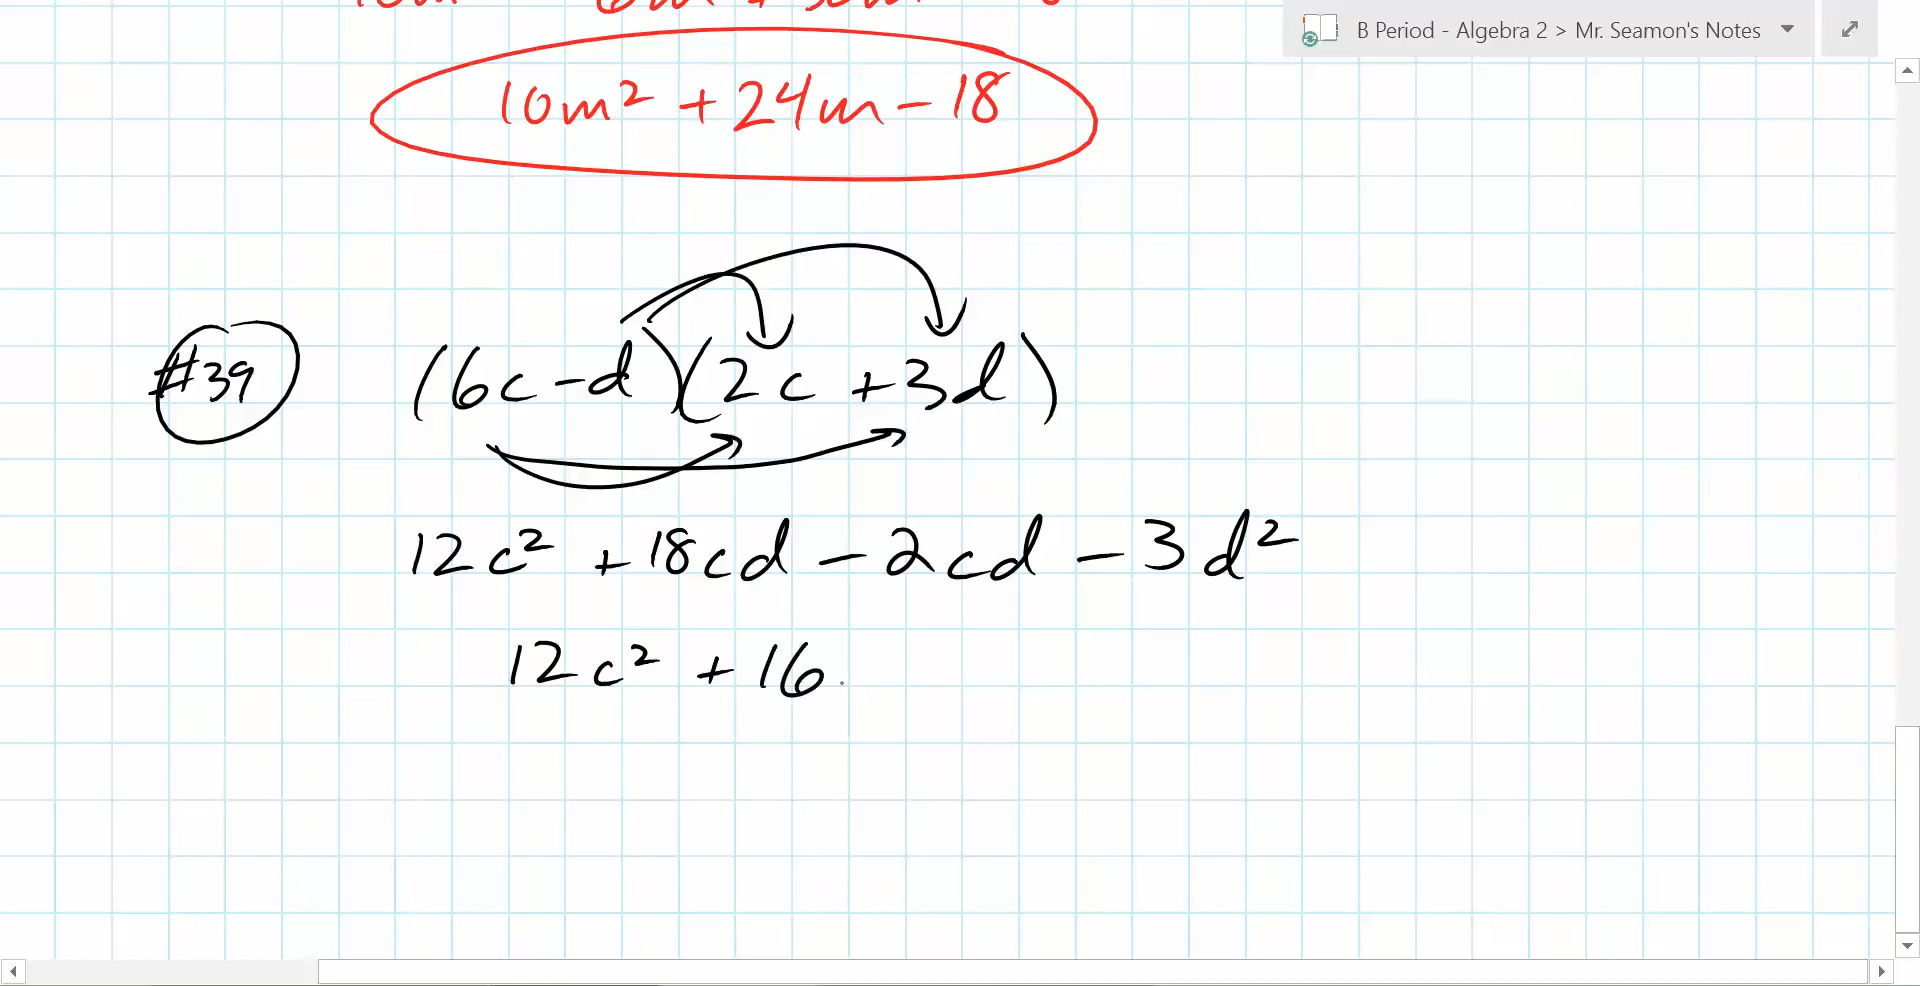 B Period - Algebra 2 > Mr. Seamon's Notes
10m² + 24m - 18
#39 (6c - d)(2c + 3d)
12c² + 18cd - 2cd - 3d²
12c² + 16